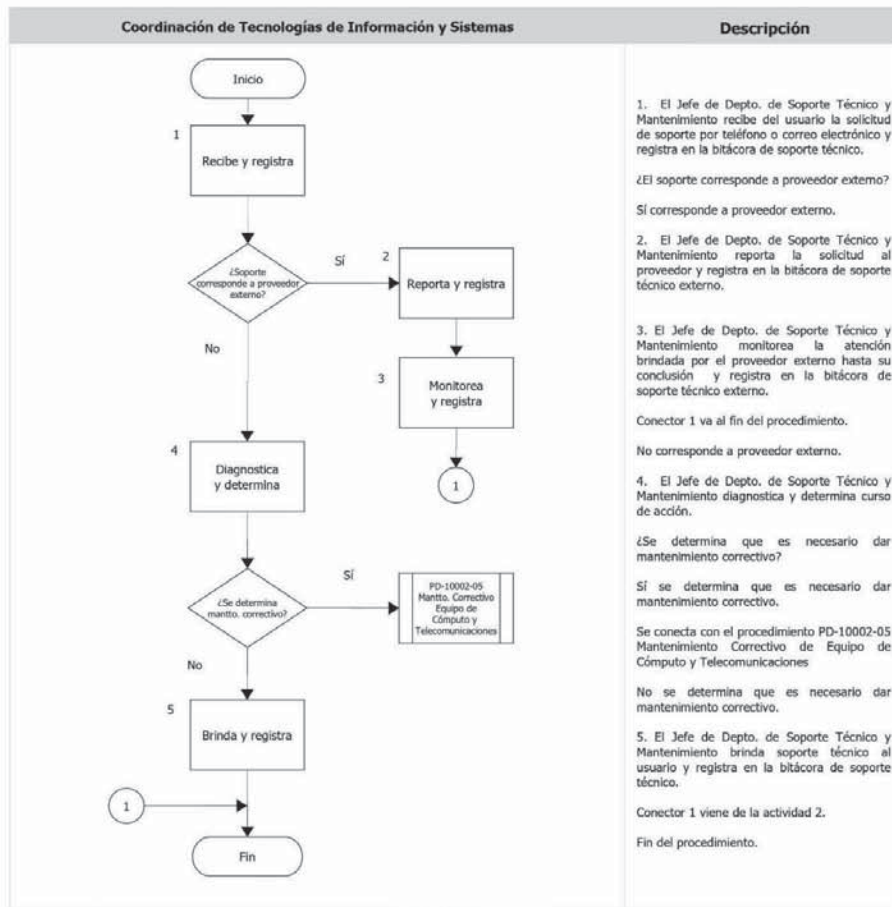 Coordinación de Tecnologías de Información y Sistemas
Descripción
Inicio
1
Recibe y registra
¿Soporte
corresponde a proveedor
externo?
Sí
2
Reporta y registra
No
3
Monitorea
y registra
1
4
Diagnostica
y determina
¿Se determina
mantto. correctivo?
Sí
PD-10002-05
Mantto. Correctivo
Equipo de
Cómputo y
Telecomunicaciones
No
5
Brinda y registra
1
Fin
1. El Jefe de Depto. de Soporte Técnico y
Mantenimiento recibe del usuario la solicitud
de soporte por teléfono o correo electrónico y
registra en la bitácora de soporte técnico.
¿El soporte corresponde a proveedor externo?
Sí corresponde a proveedor externo.
2. El Jefe de Depto. de Soporte Técnico y
Mantenimiento reporta la solicitud al
proveedor y registra en la bitácora de soporte
técnico externo.
3. El Jefe de Depto. de Soporte Técnico y
Mantenimiento monitorea la atención
brindada por el proveedor externo hasta su
conclusión y registra en la bitácora de
soporte técnico externo.
Conector 1 va al fin del procedimiento.
No corresponde a proveedor externo.
4. El Jefe de Depto. de Soporte Técnico y
Mantenimiento diagnostica y determina curso
de acción.
¿Se determina que es necesario dar
mantenimiento correctivo?
Sí se determina que es necesario dar
mantenimiento correctivo.
Se conecta con el procedimiento PD-10002-05
Mantenimiento Correctivo de Equipo de
Cómputo y Telecomunicaciones
No se determina que es necesario dar
mantenimiento correctivo.
5. El Jefe de Depto. de Soporte Técnico y
Mantenimiento brinda soporte técnico al
usuario y registra en la bitácora de soporte
técnico.
Conector 1 viene de la actividad 2.
Fin del procedimiento.